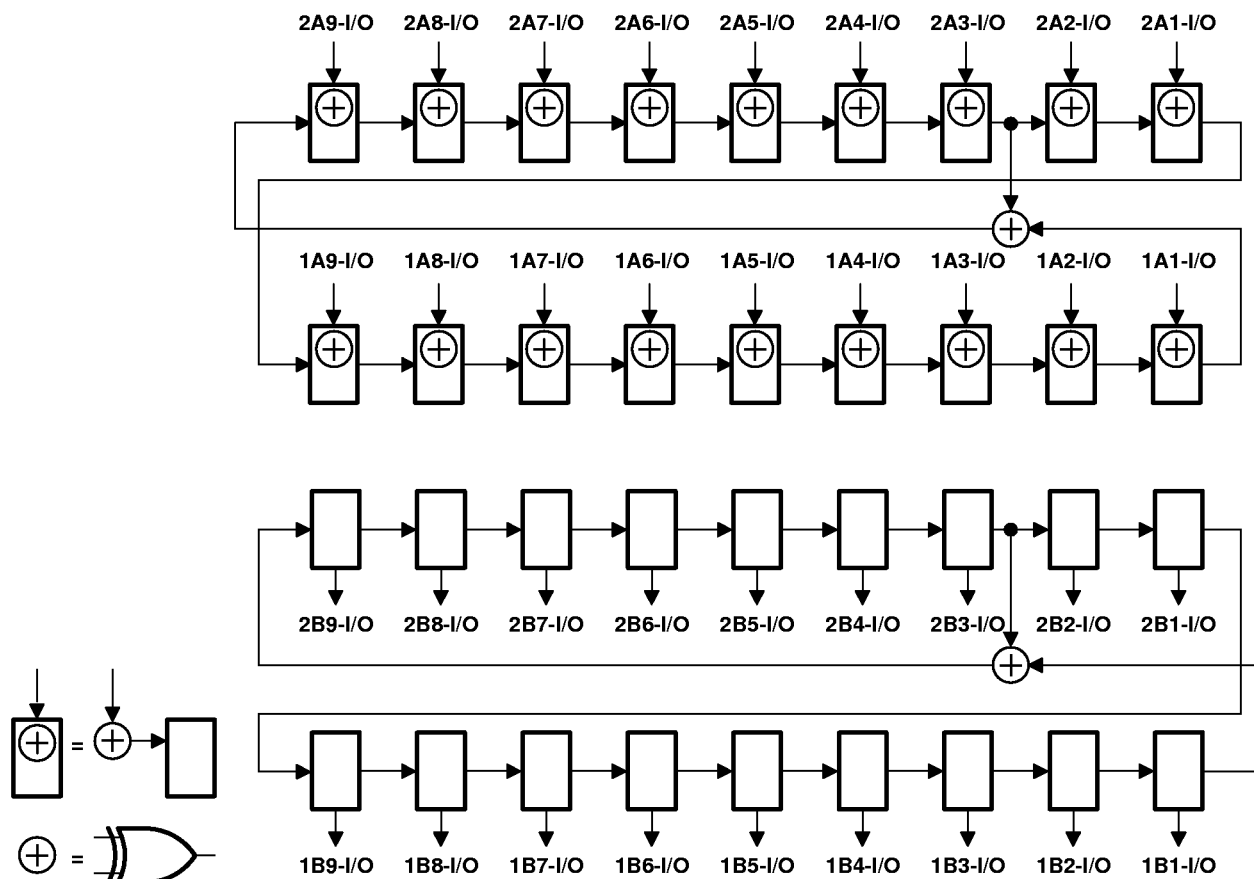 2A9-I/O 2A8-I/O 2A7-I/O 2A6-I/O 2A5-I/O 2A4-I/O 2A3-I/O 2A2-I/O 2A1-I/O
1A9-I/O 1A8-I/O 1A7-I/O 1A6-I/O 1A5-I/O 1A4-I/O 1A3-I/O 1A2-I/O 1A1-I/O
2B9-I/O 2B8-I/O 2B7-I/O 2B6-I/O 2B5-I/O 2B4-I/O 2B3-I/O 2B2-I/O 2B1-I/O
=
=
1B9-I/O 1B8-I/O 1B7-I/O 1B6-I/O 1B5-I/O 1B4-I/O 1B3-I/O 1B2-I/O 1B1-I/O